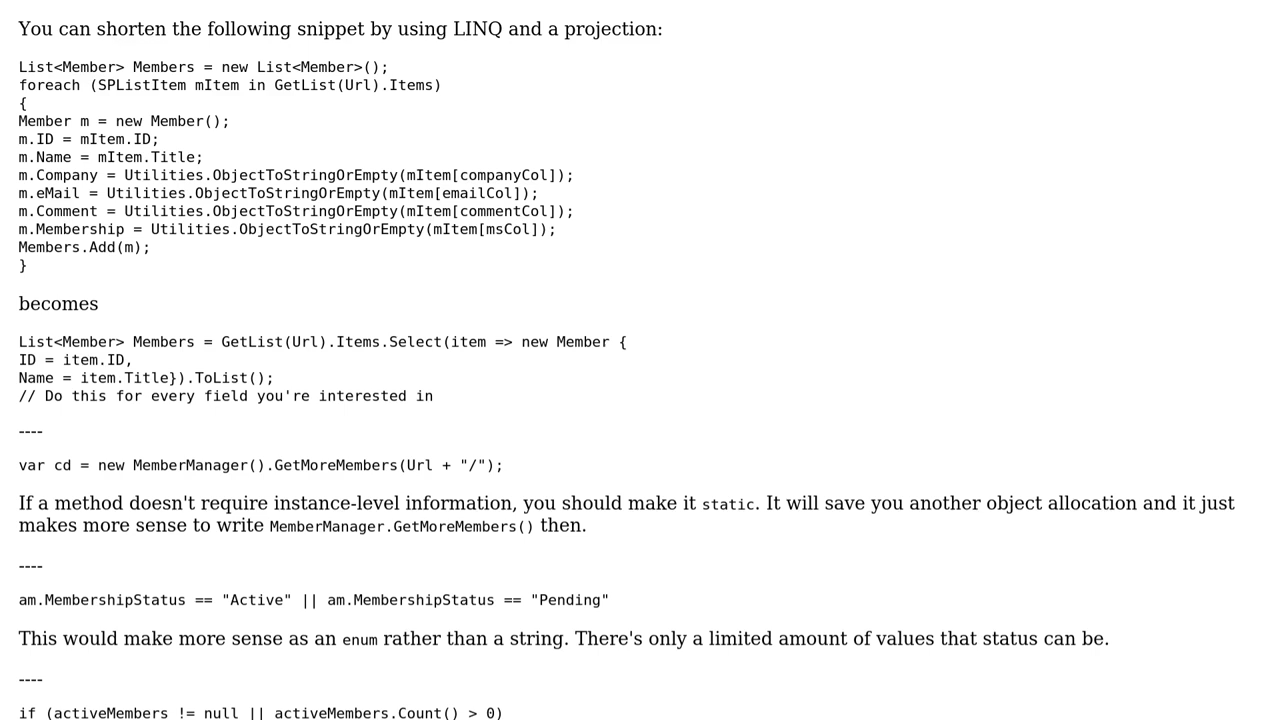 You can shorten the following snippet by using LINQ and a projection:
List<Member> Members = new List<Member>();
foreach (SPListItem mItem in GetList(Url).Items)
{
Member m = new Member();
m.ID = mItem.ID;
m.Name = mItem.Title;
m.Company = Utilities.ObjectToStringOrEmpty(mItem[companyCol]);
m.eMail = Utilities.ObjectToStringOrEmpty(mItem[emailCol]);
m.Comment = Utilities.ObjectToStringOrEmpty(mItem[commentCol]);
m.Membership = Utilities.ObjectToStringOrEmpty(mItem[msCol]);
Members.Add(m);
}
becomes
List<Member> Members = GetList(Url).Items.Select(item => new Member {
ID = item.ID,
Name = item.Title}).ToList();
// Do this for every field you're interested in
----
var cd = new MemberManager().GetMoreMembers(Url + "/");
If a method doesn't require instance-level information, you should make it static. It will save you another object allocation and it just
makes more sense to write MemberManager.GetMoreMembers() then.
----
am.MembershipStatus == "Active" || am.MembershipStatus == "Pending"
This would make more sense as an enum rather than a string. There's only a limited amount of values that status can be.
----
if (activeMembers != null || activeMembers.Count() > 0)